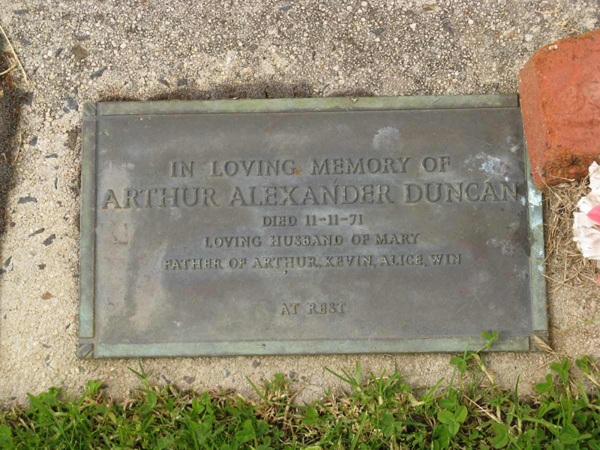 IN LOVING MEMORY OF
ARTHUR ALEXANDER DUNCAN
DIED 11-11-71
LOVING HUSBAND OF MARY
FATHER OF ARTHUR, KEVIN, ALICE, WIN
AT REST